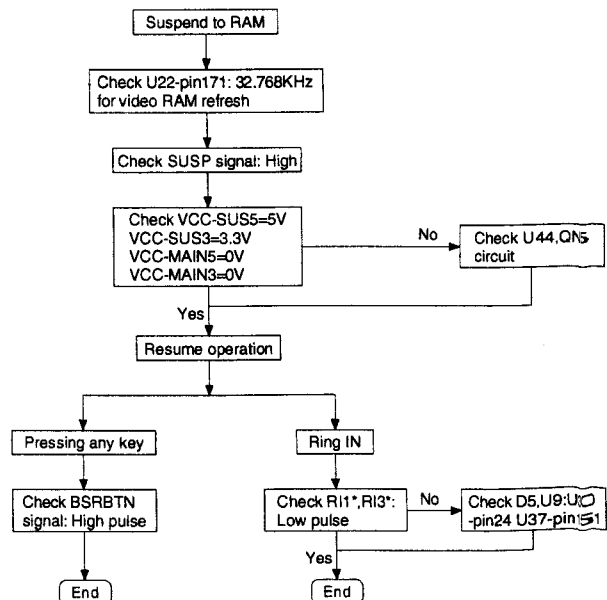 Suspend to RAM
Check U22-pin171: 32.768KHz
for video RAM refresh
Check SUSP signal: High
Check VCC-SUS5=5V
VCC-SUS3=3.3V
VCC-MAIN5=0V
VCC-MAIN3=0V
No
Check U44,QN5
circuit
Yes
Resume operation
Pressing any key
Ring IN
Check BSRBTN
signal: High pulse
Check RI1*,RI3*:
Low pulse
No
Check D5,U9:
-pin24 U37-pin151
Yes
End
End